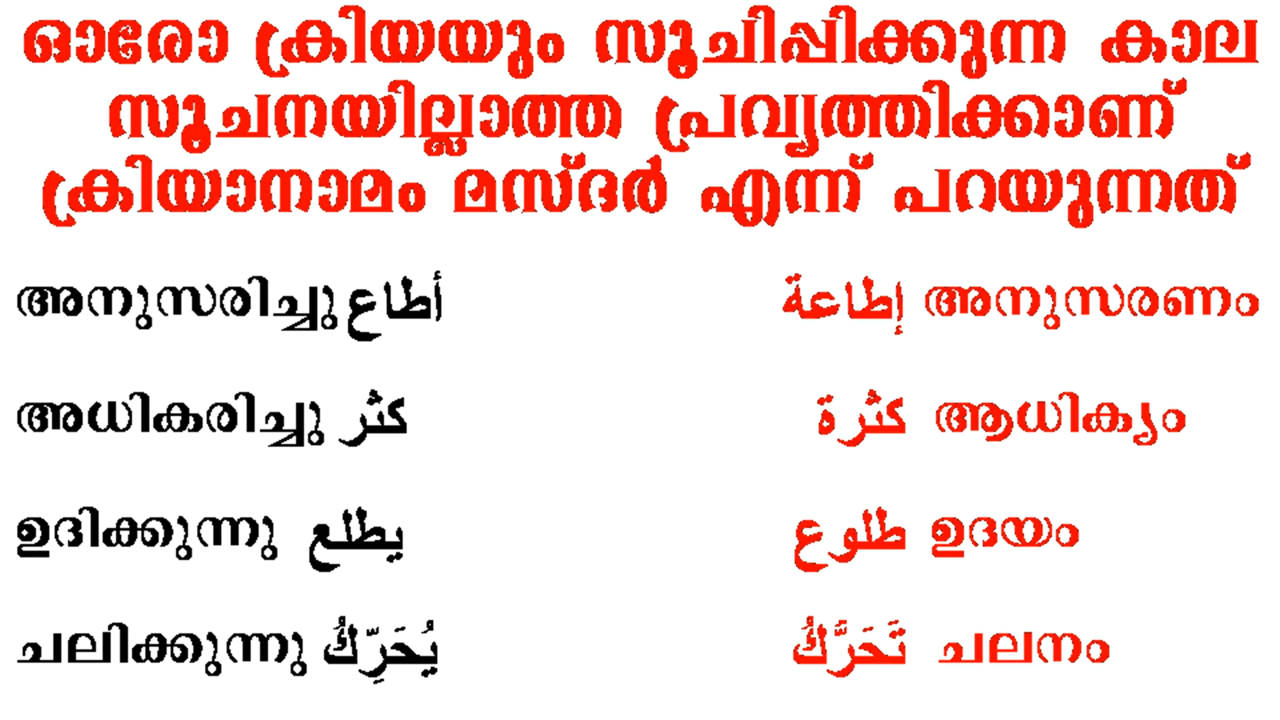 ഓരോ ക്രിയയും സൂചിപ്പിക്കുന്ന കാല
സൂചനയില്ലാത്ത പ്രവൃത്തിക്കാണ്
ക്രിയാനാമം മസ്ദർ എന്ന് പറയുന്നത്
അനുസരിച്ചു أطاع إطاعة അനുസരണം
അധികരിച്ചു كثر كثرة ആധിക്യം
ഉദിക്കുന്നു يطلع طلوع ഉദയം
ചലിക്കുന്നു يُحَرِّكُ تَحَرَّكُ ചലനം